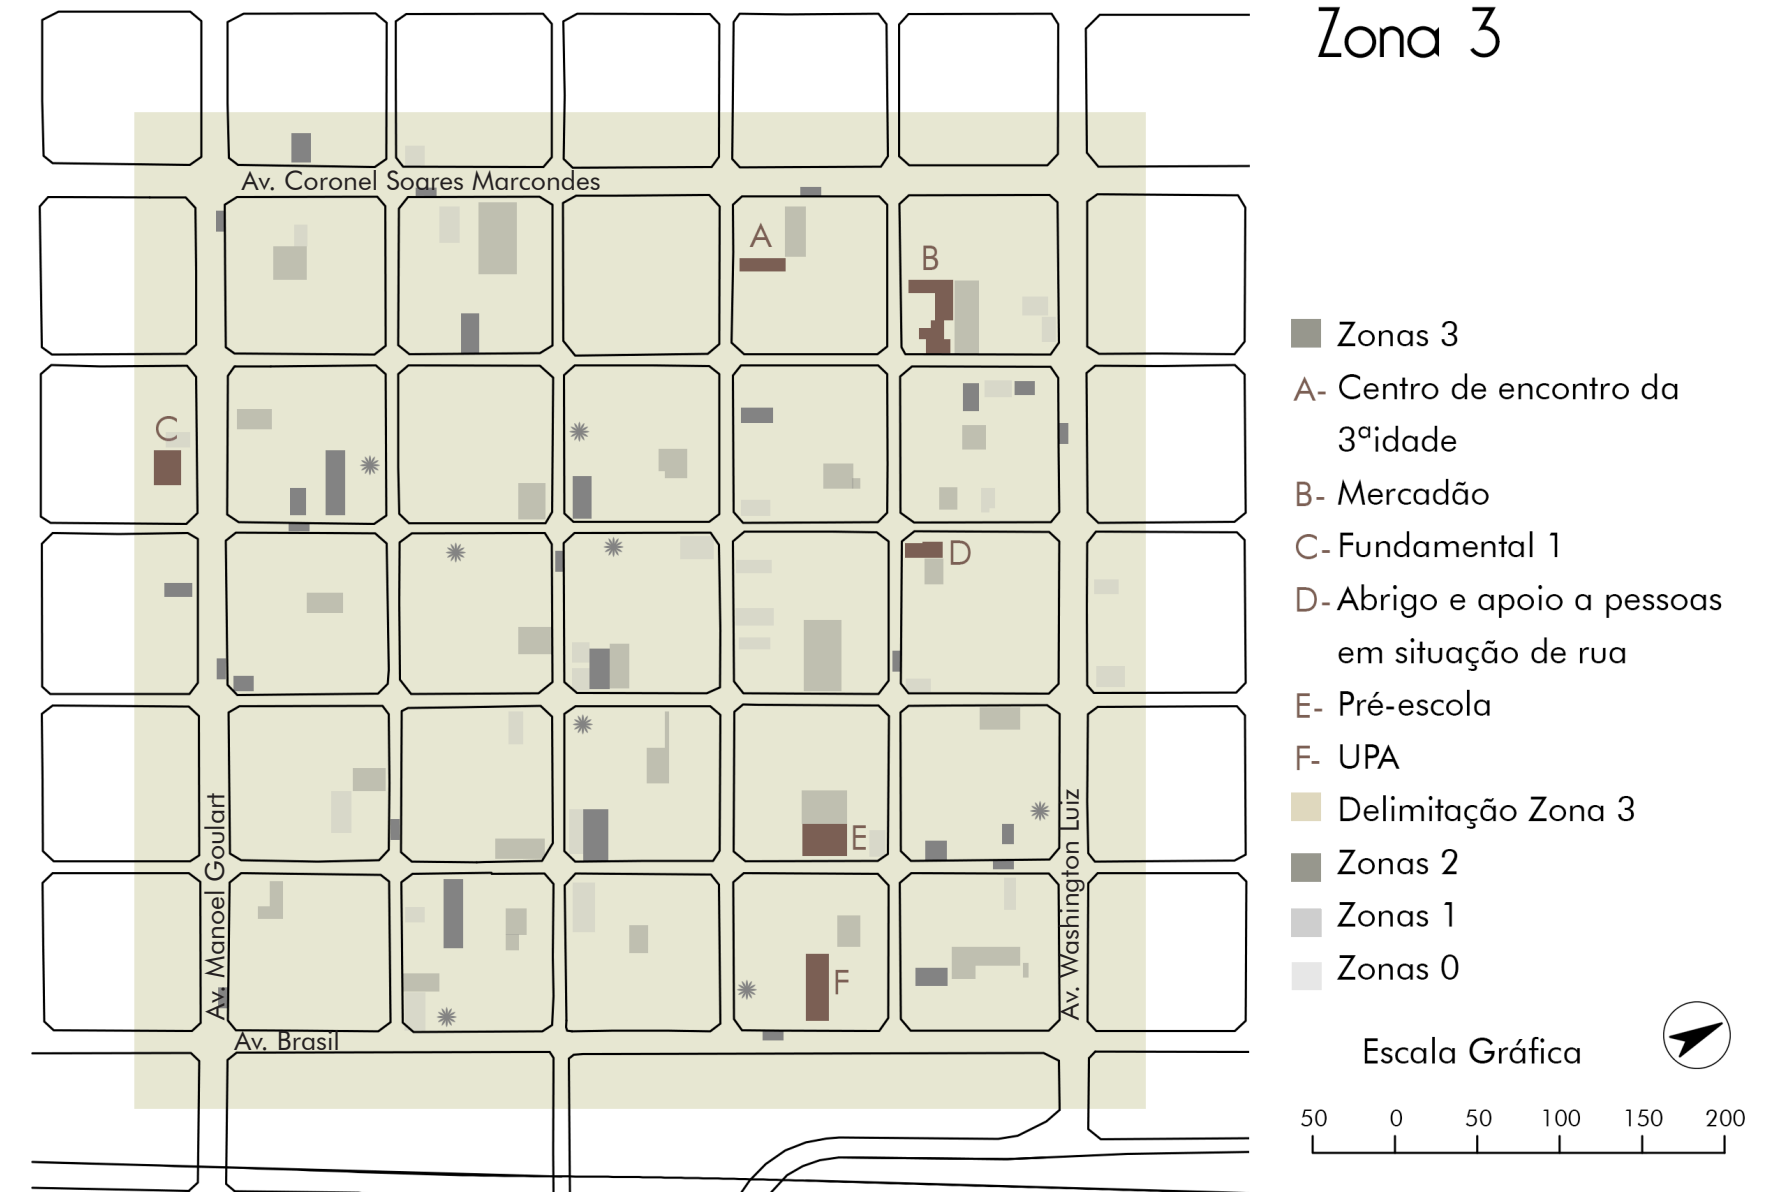 Zona 3
Av. Coronel Soares Marcondes
A
B
C
D
Av. Manoel Goulart
E
Av. Washington Luiz
F
Av. Brasil
Zonas 3
A- Centro de encontro da
3ªidade
B- Mercadão
C- Fundamental 1
D- Abrigo e apoio a pessoas
em situação de rua
E- Pré-escola
F- UPA
Delimitação Zona 3
Zonas 2
Zonas 1
Zonas 0
Escala Gráfica
50 0 50 100 150 200